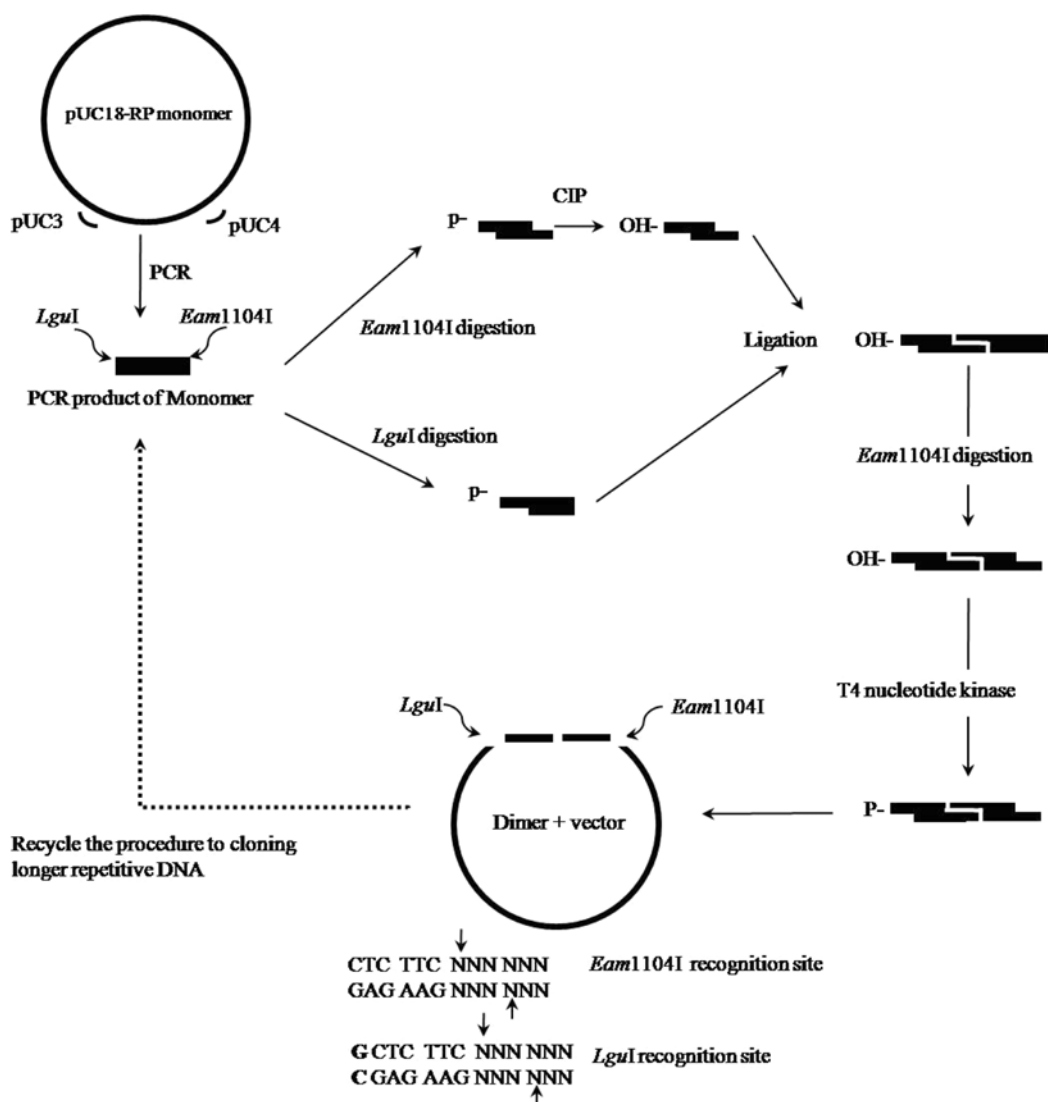 pUC18-RP monomer
pUC3
pUC4
PCR
LguI
Eam1104I
PCR product of Monomer
Eam1104I digestion
LguI digestion
p-
CIP
OH-
p-
Ligation
OH-
Eam1104I digestion
OH-
T4 nucleotide kinase
P-
LguI
Eam1104I
Dimer + vector
Recycle the procedure to cloning
longer repetitive DNA
CTC TTC NNN NNN
GAG AAG NNN NNN
Eam1104I recognition site
G CTC TTC NNN NNN
C GAG AAG NNN NNN
LguI recognition site